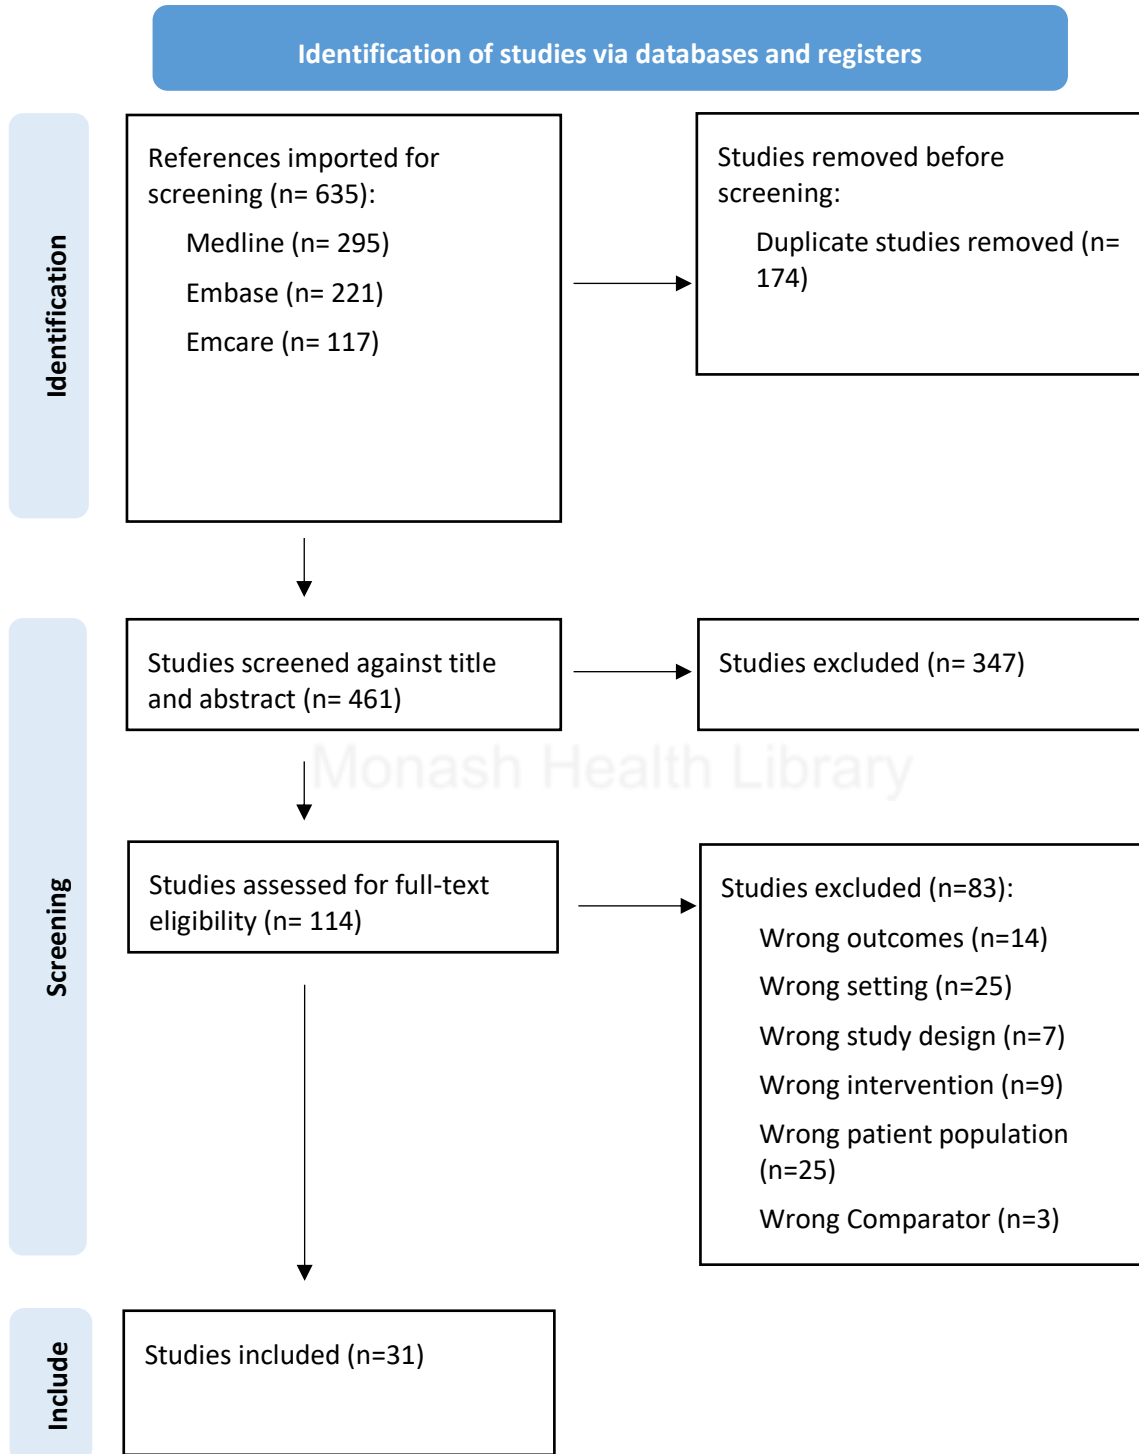 Identification of studies via databases and registers
Identification
References imported for
screening (n= 635):
Medline (n= 295)
Embase (n= 221)
Emcare (n= 117)
Studies removed before
screening:
Duplicate studies removed (n=
174)
Screening
Studies screened against title
and abstract (n= 461)
Studies excluded (n= 347)
Monash Health Library
Studies assessed for full-text
eligibility (n= 114)
Studies excluded (n=83):
Wrong outcomes (n=14)
Wrong setting (n=25)
Wrong study design (n=7)
Wrong intervention (n=9)
Wrong patient population
(n=25)
Wrong Comparator (n=3)
Include
Studies included (n=31)